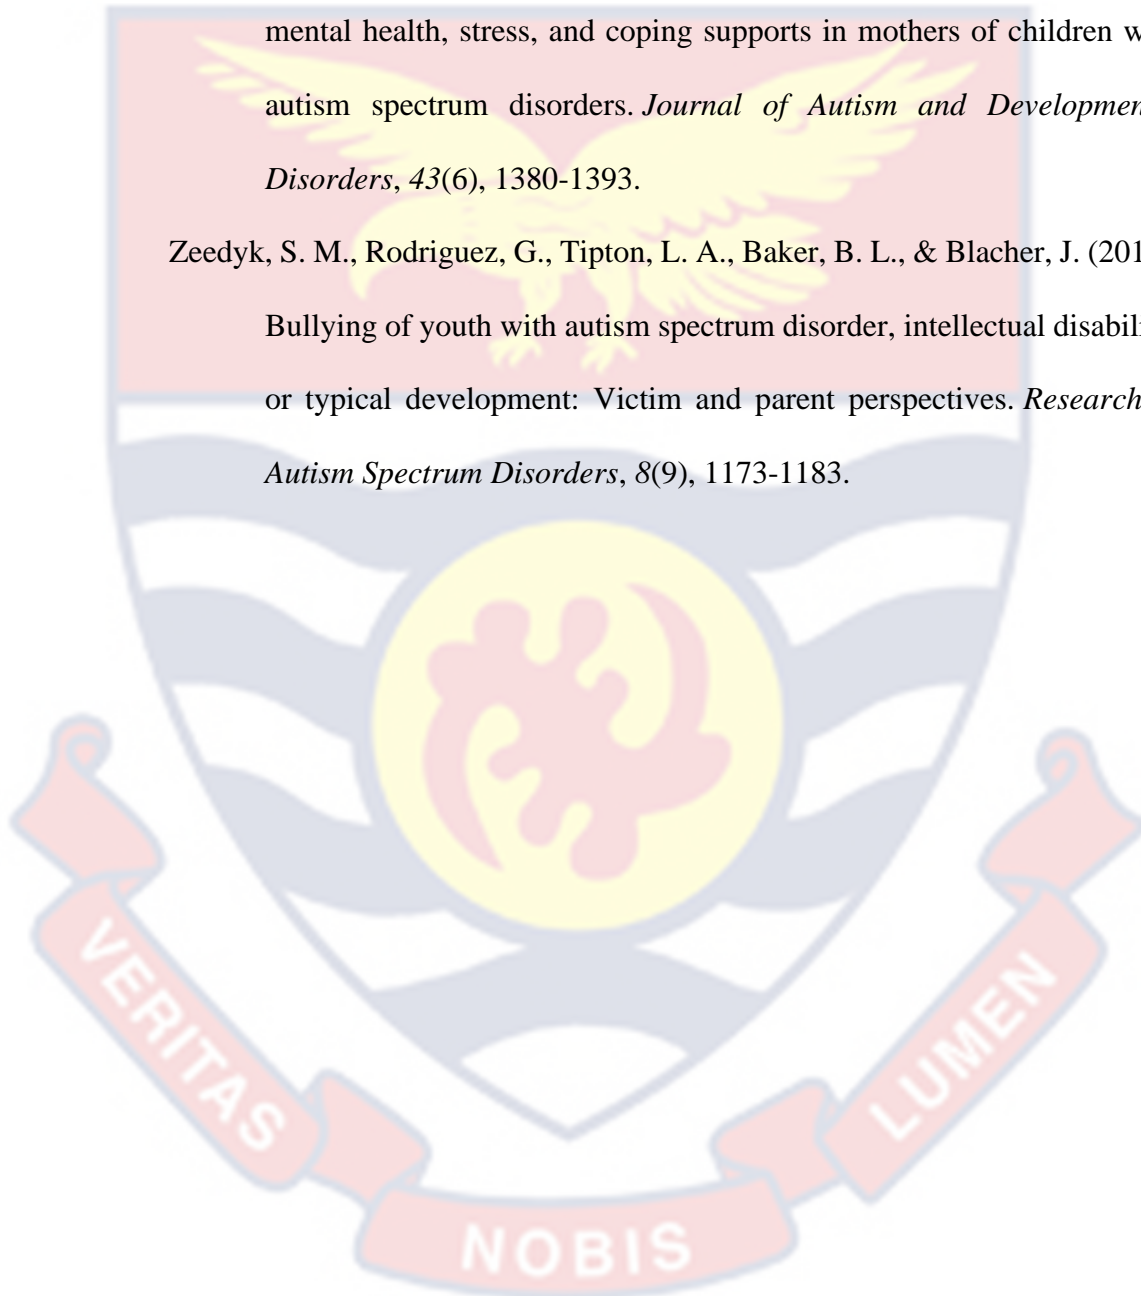 mental health, stress, and coping supports in mothers of children w
autism spectrum disorders. Journal of Autism and Developmen
Disorders, 43(6), 1380-1393.
Zeedyk, S. M., Rodriguez, G., Tipton, L. A., Baker, B. L., & Blacher, J. (201
Bullying of youth with autism spectrum disorder, intellectual disabili
or typical development: Victim and parent perspectives. Research
Autism Spectrum Disorders, 8(9), 1173-1183.
VERITAS
NOBIS
LUMEN